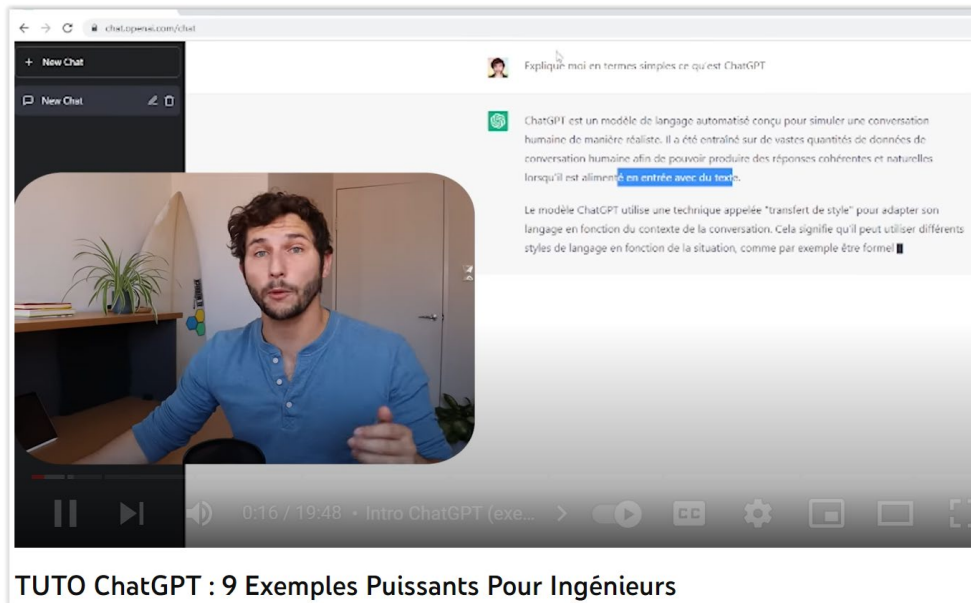 chat.openai.com/chat
+ New Chat
New Chat
Explique moi en termes simples ce qu'est ChatGPT
ChatGPT est un modèle de langage automatisé conçu pour simuler une conversation
humaine de manière réaliste. Il a été entraîné sur de vastes quantités de données de
conversation humaine afin de pouvoir produire des réponses cohérentes et naturelles
lorsqu'il est alimenté en entrée avec du texte.
Le modèle ChatGPT utilise une technique appelée "transfert de style" pour adapter son
langage en fonction du contexte de la conversation. Cela signifie qu'il peut utiliser différents
styles de langage en fonction de la situation, comme par exemple être formel
0:16 / 19:48 • Intro ChatGPT (exe...
CC
TUTO ChatGPT : 9 Exemples Puissants Pour Ingénieurs